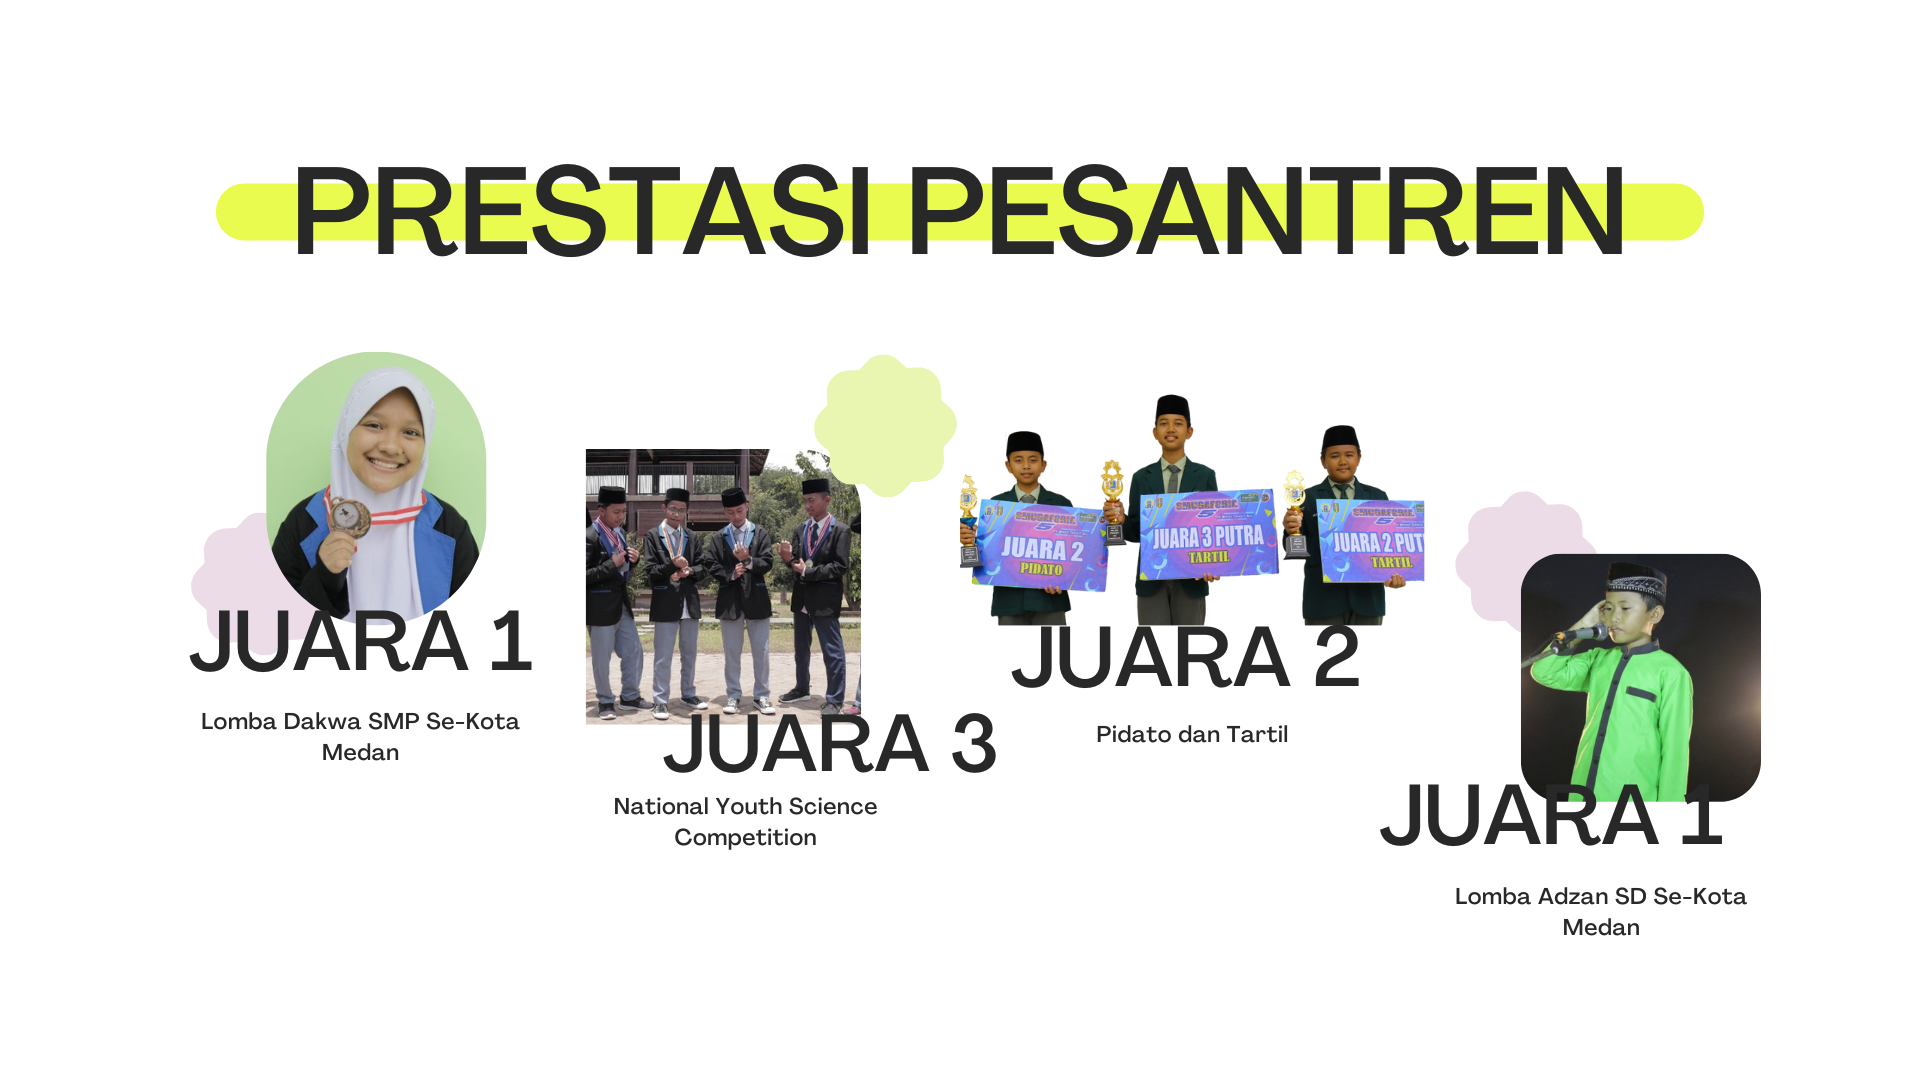 PRESTASI PESANTREN
JUARA 1
Lomba Dakwa SMP Se-Kota
Medan
JUARA 3
National Youth Science
Competition
JUARA 2
PIDATO
JUARA 3 PUTRA
TARTIL
JUARA 2 PUT
TARTIL
JUARA 2
Pidato dan Tartil
JUARA 1
Lomba Adzan SD Se-Kota
Medan